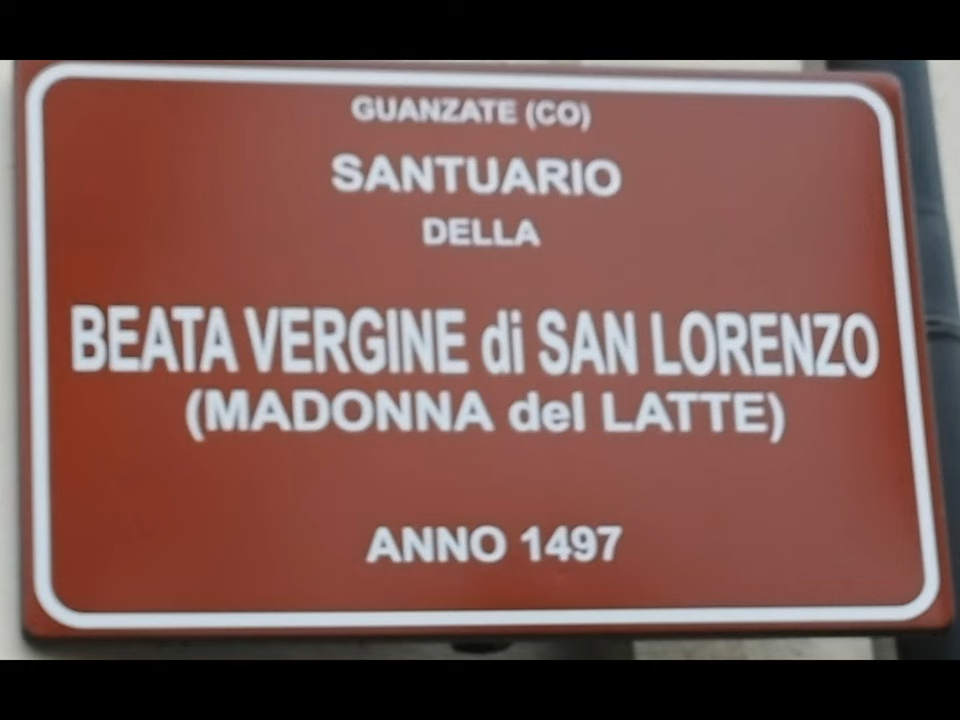 GUANZATE (CO)
SANTUARIO
DELLA
BEATA VERGINE di SAN LORENZO
(MADONNA del LATTE)
ANNO 1497